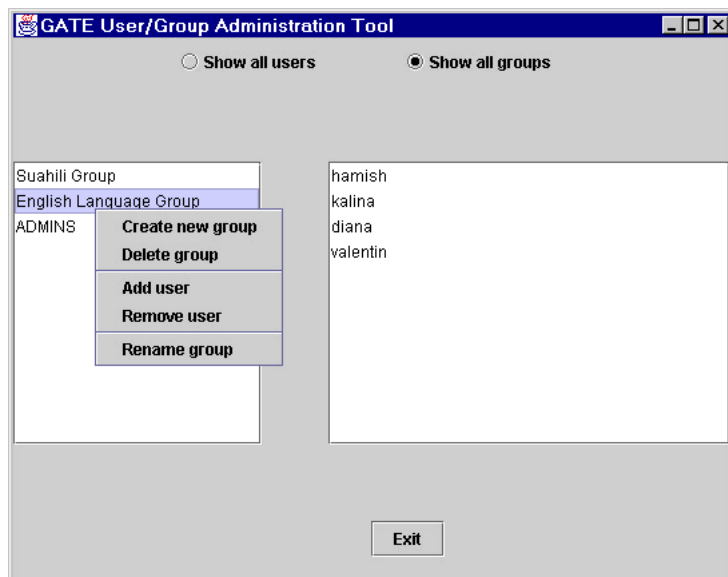 GATE User/Group Administration Tool
Show all users
Show all groups
Suahili Group
English Language Group
ADMINS
Create new group
Delete group
Add user
Remove user
Rename group
hamish
kalina
diana
valentin
Exit